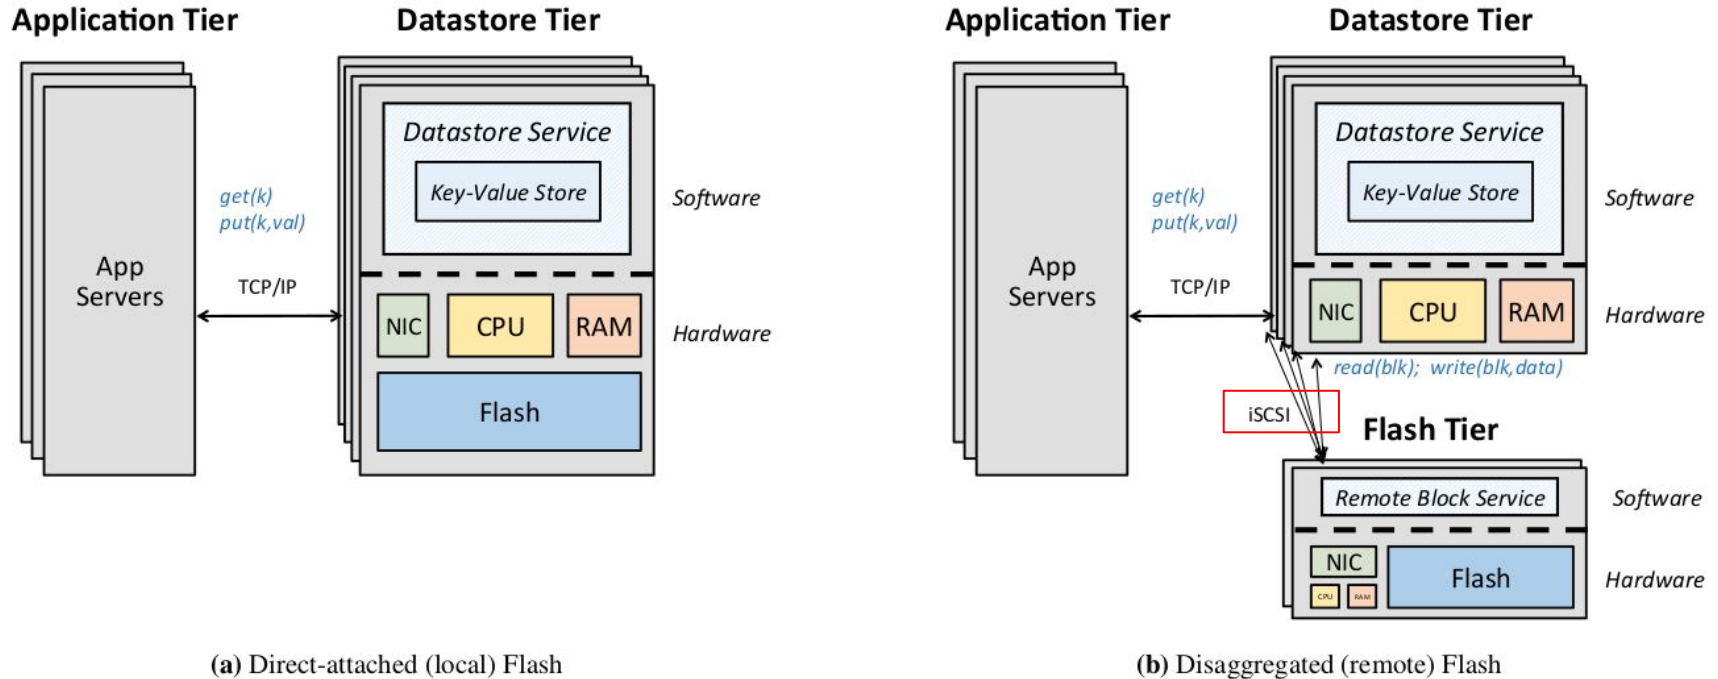 Application Tier
Datastore Tier
Datastore Service
Key-Value Store
get(k)
put(k,val)
Software
App
Servers
TCP/IP
NIC
CPU
RAM
Hardware
Flash
(a) Direct-attached (local) Flash
Application Tier
Datastore Tier
Datastore Service
Key-Value Store
get(k)
put(k,val)
Software
App
Servers
TCP/IP
NIC
CPU
RAM
Hardware
read(blk); write(blk,data)
iSCSI
Flash Tier
Remote Block Service
Software
NIC
CPU
RAM
Flash
Hardware
(b) Disaggregated (remote) Flash